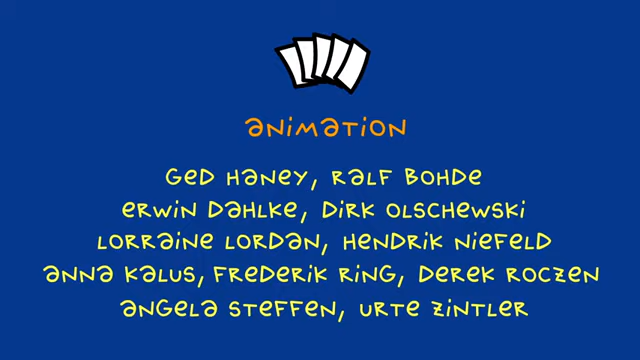 animation
Ged Haney, Ralf Bohde
Erwin Dahlke, Dirk Olschewski
Lorraine Lordan, Hendrik Niefeld
Anna Kalus, Frederik Ring, Derek Roczen
Angela Steffen, Urte Zintler